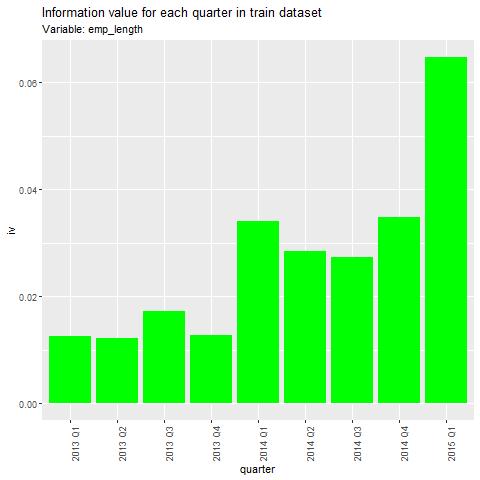 Information value for each quarter in train dataset
Variable: emp_length
0.06
0.04
iv
0.02
0.00
2013 Q1
2013 Q2
2013 Q3
2013 Q4
2014 Q1
2014 Q2
2014 Q3
2014 Q4
2015 Q1
quarter